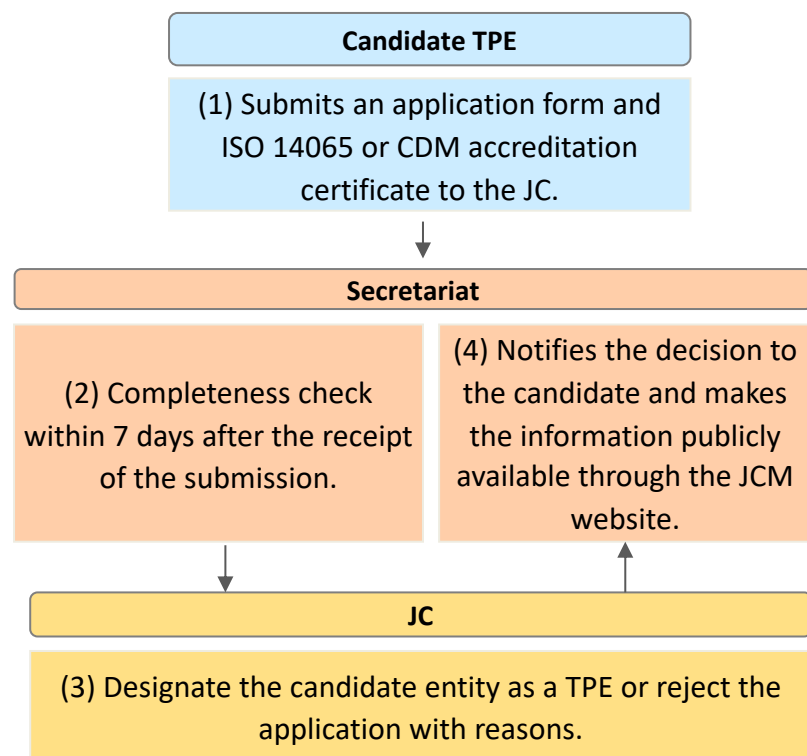 Candidate TPE
(1) Submits an application form and
ISO 14065 or CDM accreditation
certificate to the JC.
Secretariat
(2) Completeness check
within 7 days after the receipt
of the submission.
(4) Notifies the decision to
the candidate and makes
the information publicly
available through the JCM
website.
JC
(3) Designate the candidate entity as a TPE or reject the
application with reasons.